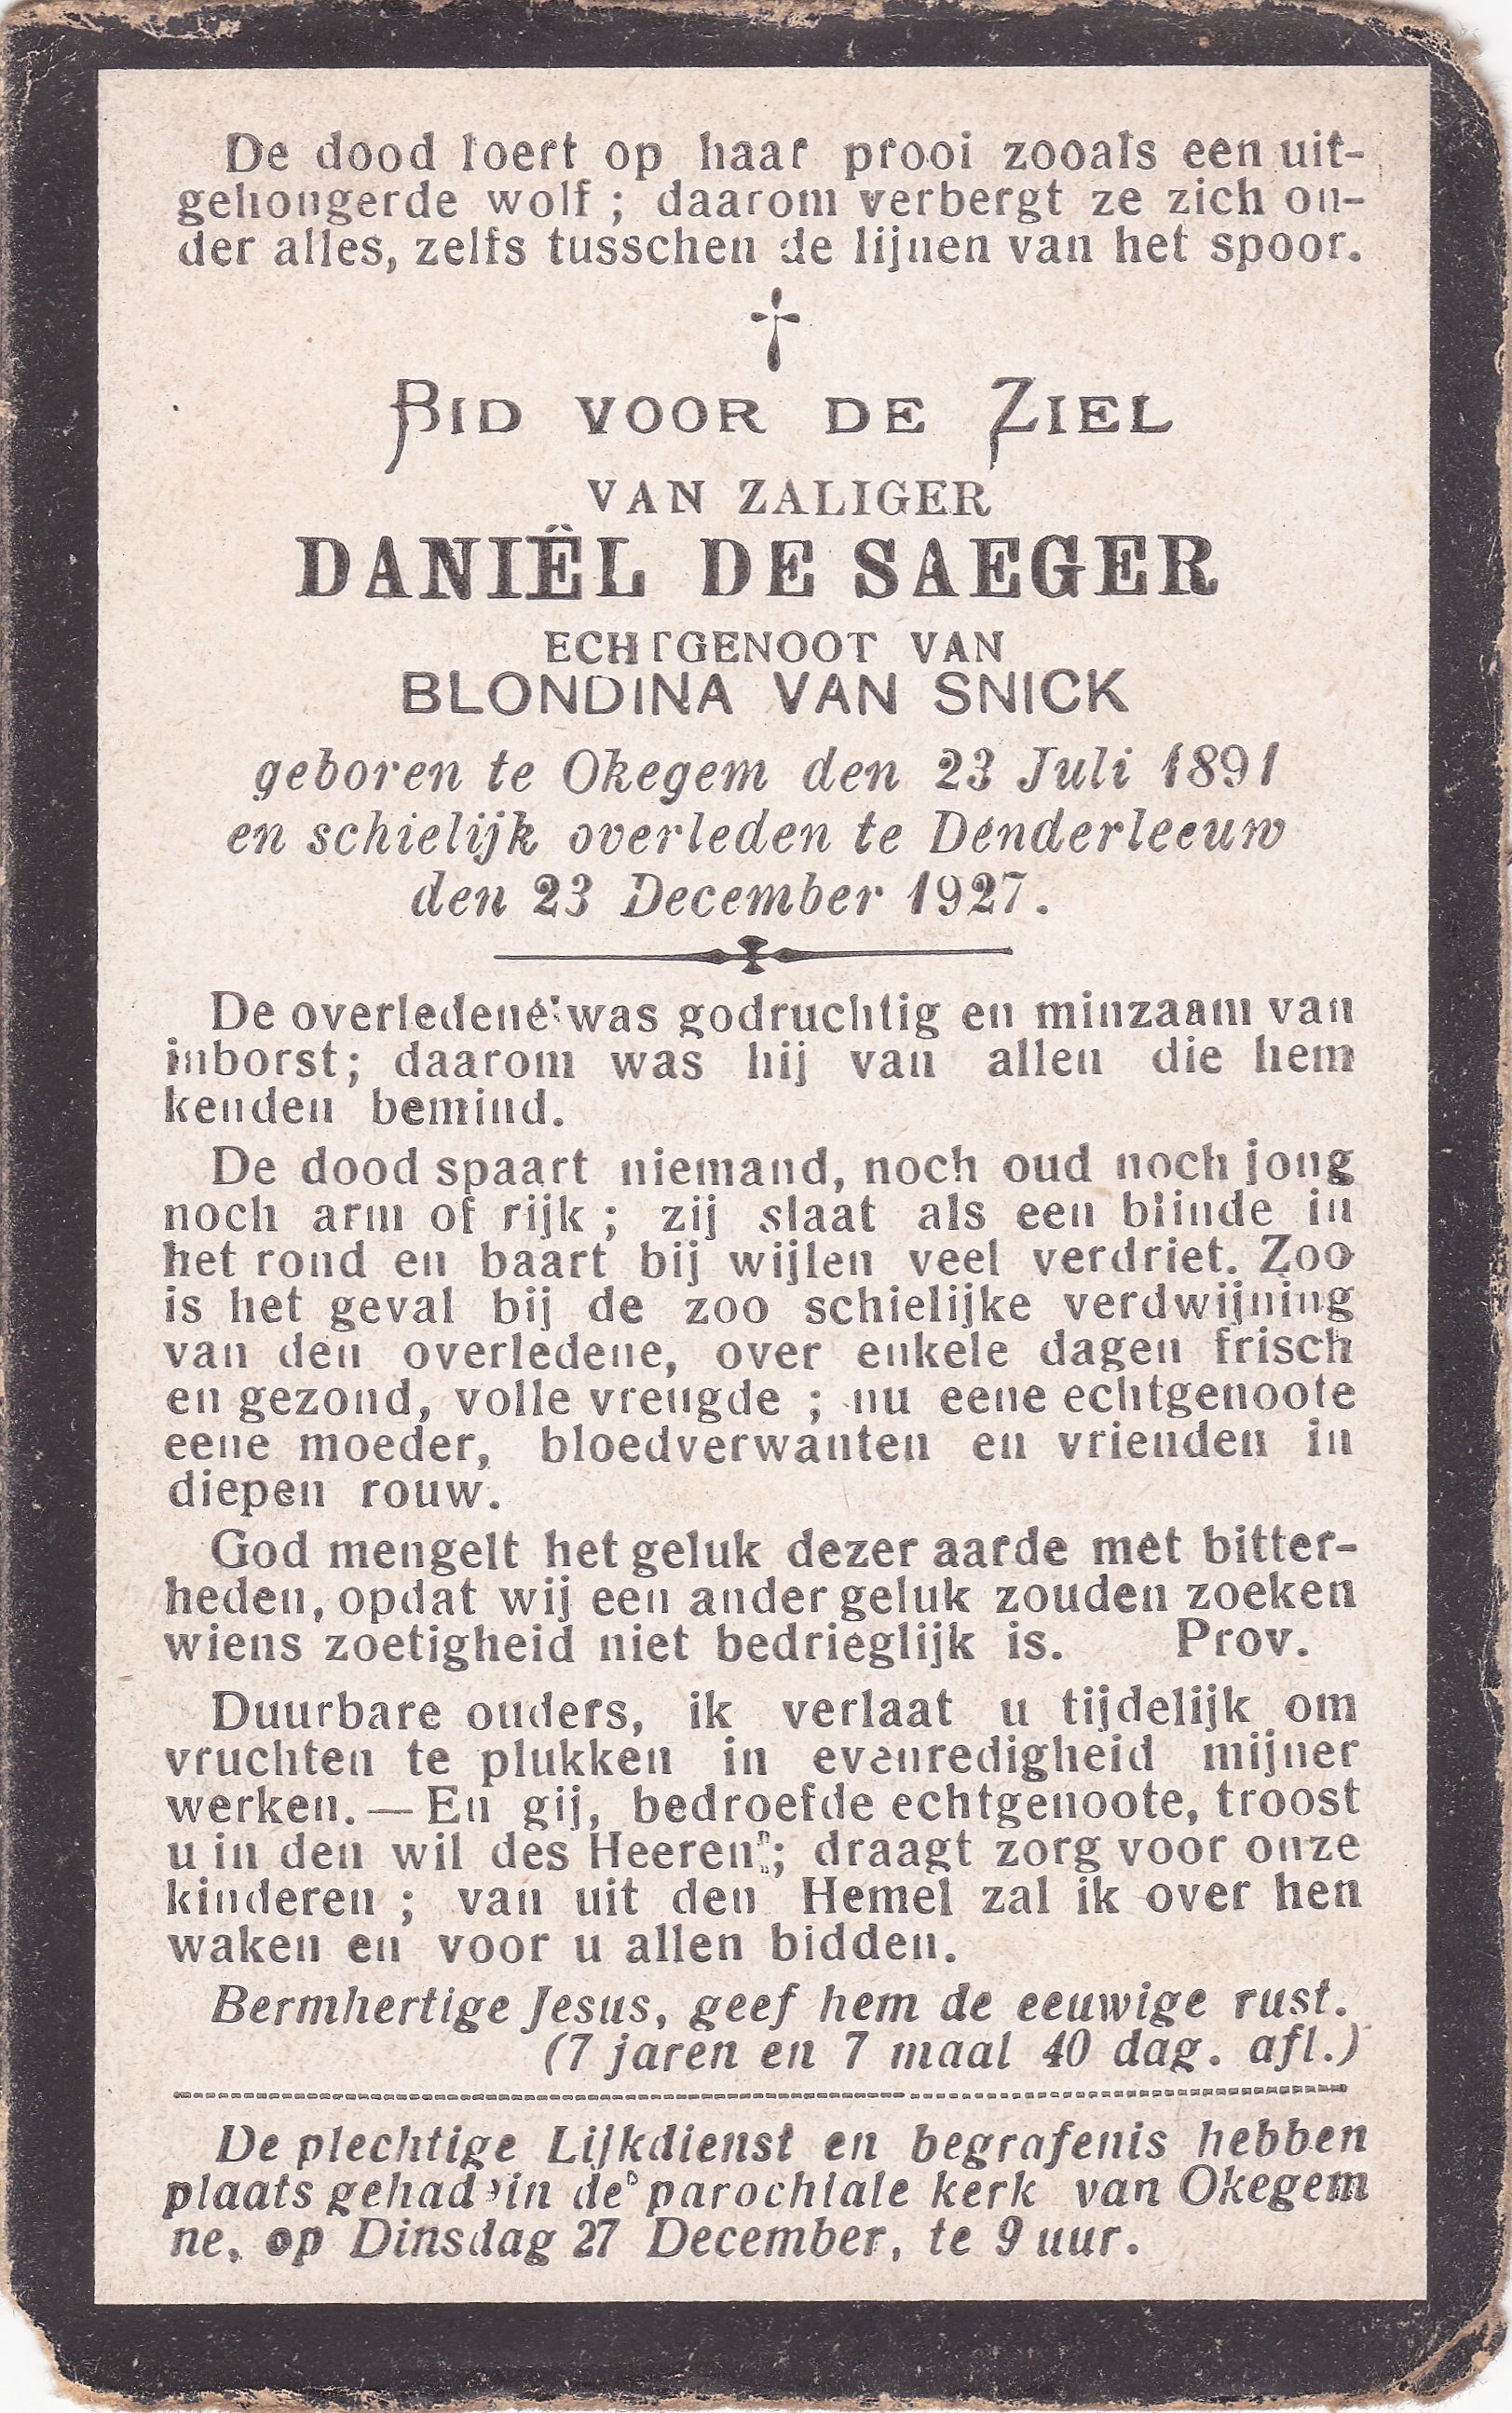 De dood loert op haar prooi zooals een uit-
gehongerde wolf ; daarom verbergt ze zich on-
der alles, zelfs tusschen de lijnen van het spoor.
BID VOOR DE ZIEL
VAN ZALIGER
DANIËL DE SAEGER
ECHTGENOOT VAN
BLONDINA VAN SNICK
geboren te Okegem den 23 Juli 1891
en schielijk overleden te Denderleeuw
den 23 December 1927.
De overledene was godruchtig en minzaam van
inborst; daarom was hij van allen die hem
kenden bemind.
De dood spaart niemand, noch oud noch jong
noch arm of rijk ; zij slaat als een blinde in
het rond en baart bij wijlen veel verdriet. Zoo
is het geval bij de zoo schielijke verdwijning
van den overledene, over enkele dagen frisch
en gezond, volle vreugde ; nu eene echtgenoote
eene moeder, bloedverwanten en vrienden in
diepen rouw.
God mengelt het geluk dezer aarde met bitter-
heden, opdat wij een ander geluk zouden zoeken
wiens zoetigheid niet bedrieglijk is. Prov.
Duurbare ouders, ik verlaat u tijdelijk om
vruchten te plukken in evenredigheid mijner
werken. — En gij, bedroefde echtgenoote, troost
u in den wil des Heeren ; draagt zorg voor onze
kinderen ; van uit den Hemel zal ik over hen
waken en voor u allen bidden.
Bermhertige Jesus, geef hem de eeuwige rust.
(7 jaren en 7 maal 40 dag. afl.)
De plechtige Lijkdienst en begrafenis hebben
plaats gehad in de parochiale kerk van Okegem
ne, op Dinsdag 27 December, te 9 uur.